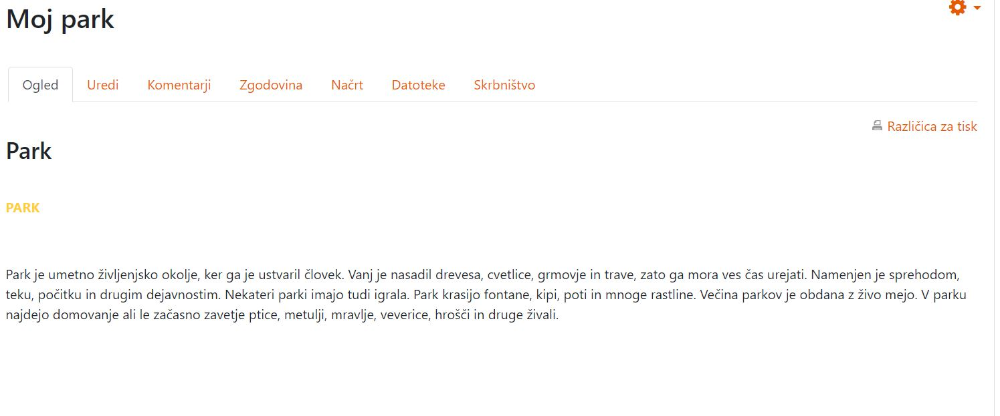 Moj park
Ogled Uredi Komentarji Zgodovina Načrt Datoteke Skrbništvo
Različica za tisk
Park
PARK
Park je umetno življenjsko okolje, ker ga je ustvaril človek. Vanj je nasadil drevesa, cvetlice, grmovje in trave, zato ga mora ves čas urejati. Namenjen je sprehodom,
teku, počitku in drugim dejavnostim. Nekateri parki imajo tudi igrala. Park krasijo fontane, kipi, poti in mnoge rastline. Večina parkov je obdana z živo mejo. V parku
najdejo domovanje ali le začasno zavetje ptice, metulji, mravlje, veverice, hrošči in druge živali.